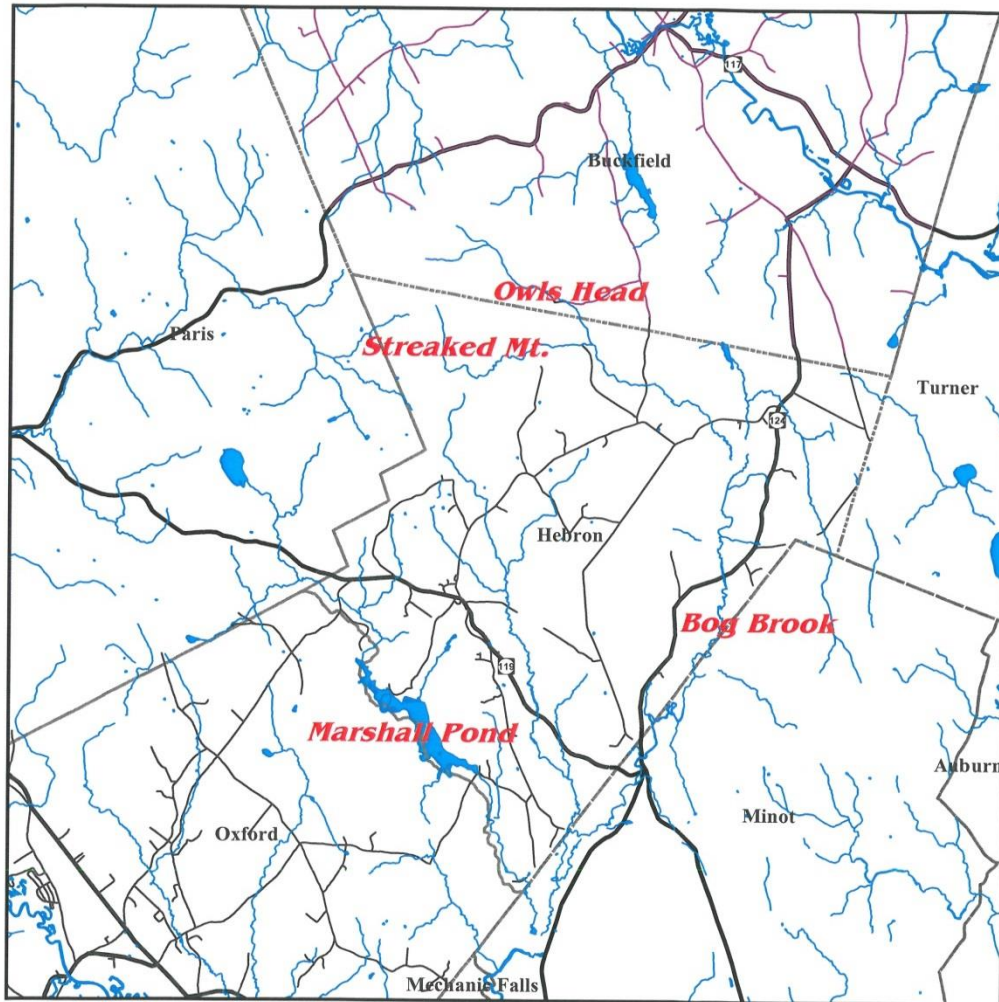 117
Buckfield
Owls Head
Paris
Streaked Mt.
Turner
124
Hebron
Bog Brook
119
Marshall Pond
Auburn
Oxford
Minot
Mechanic Falls